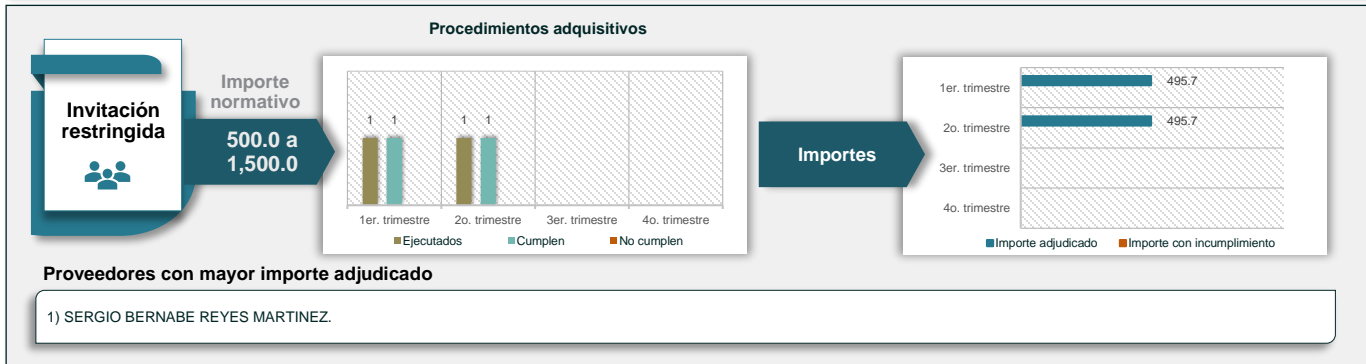 Procedimientos adquisitivos
Invitación
restringida
Importe
normativo
500.0 a
1,500.0
1 1 1 1
1er. trimestre 2o. trimestre 3er. trimestre 4o. trimestre
Ejecutados Cumplen No cumplen
Importes
1er. trimestre 495.7
2o. trimestre 495.7
3er. trimestre
4o. trimestre
Importe adjudicado Importe con incumplimiento
Proveedores con mayor importe adjudicado
1) SERGIO BERNABE REYES MARTINEZ.